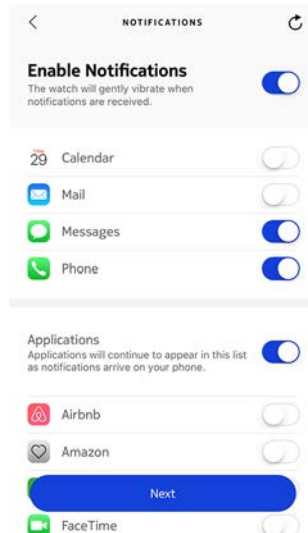 NOTIFICATIONS
Enable Notifications
The watch will gently vibrate when
notifications are received.
29 Calendar
Mail
Messages
Phone
Applications
Applications will continue to appear in this list
as notifications arrive on your phone.
Airbnb
Amazon
Next
FaceTime